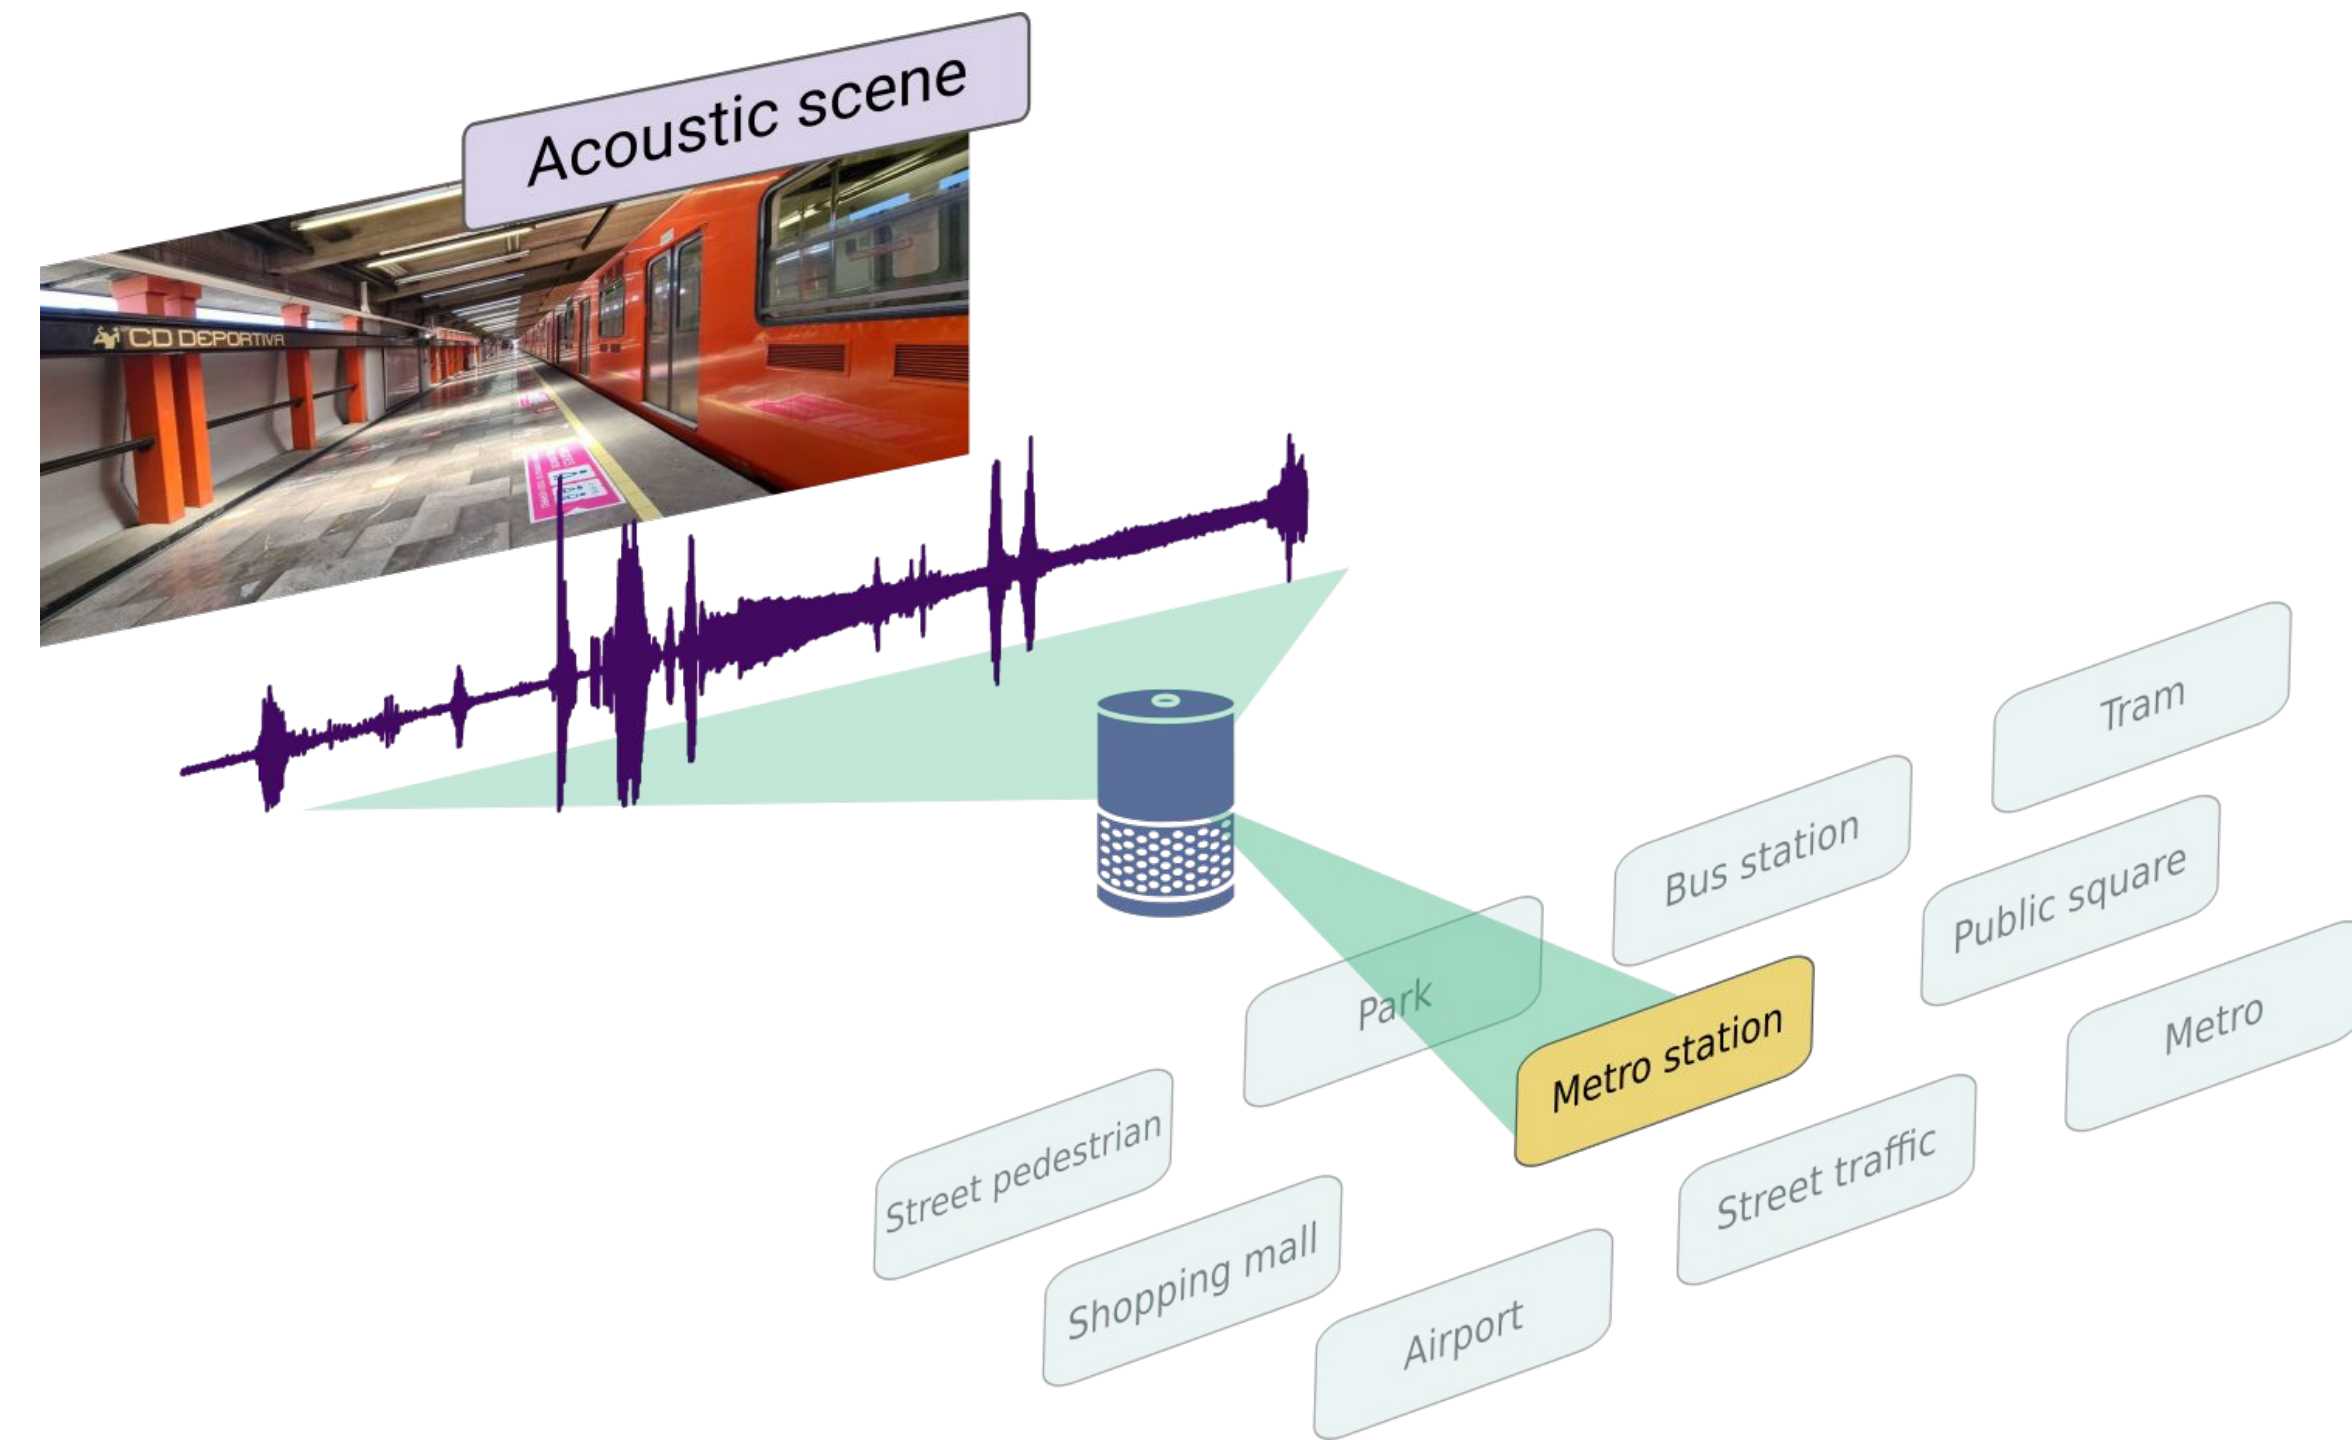 Acoustic scene
CD DEPORTIVA
Tram
Bus station
Public square
Park
Metro station
Metro
Street pedestrian
Street traffic
Shopping mall
Airport